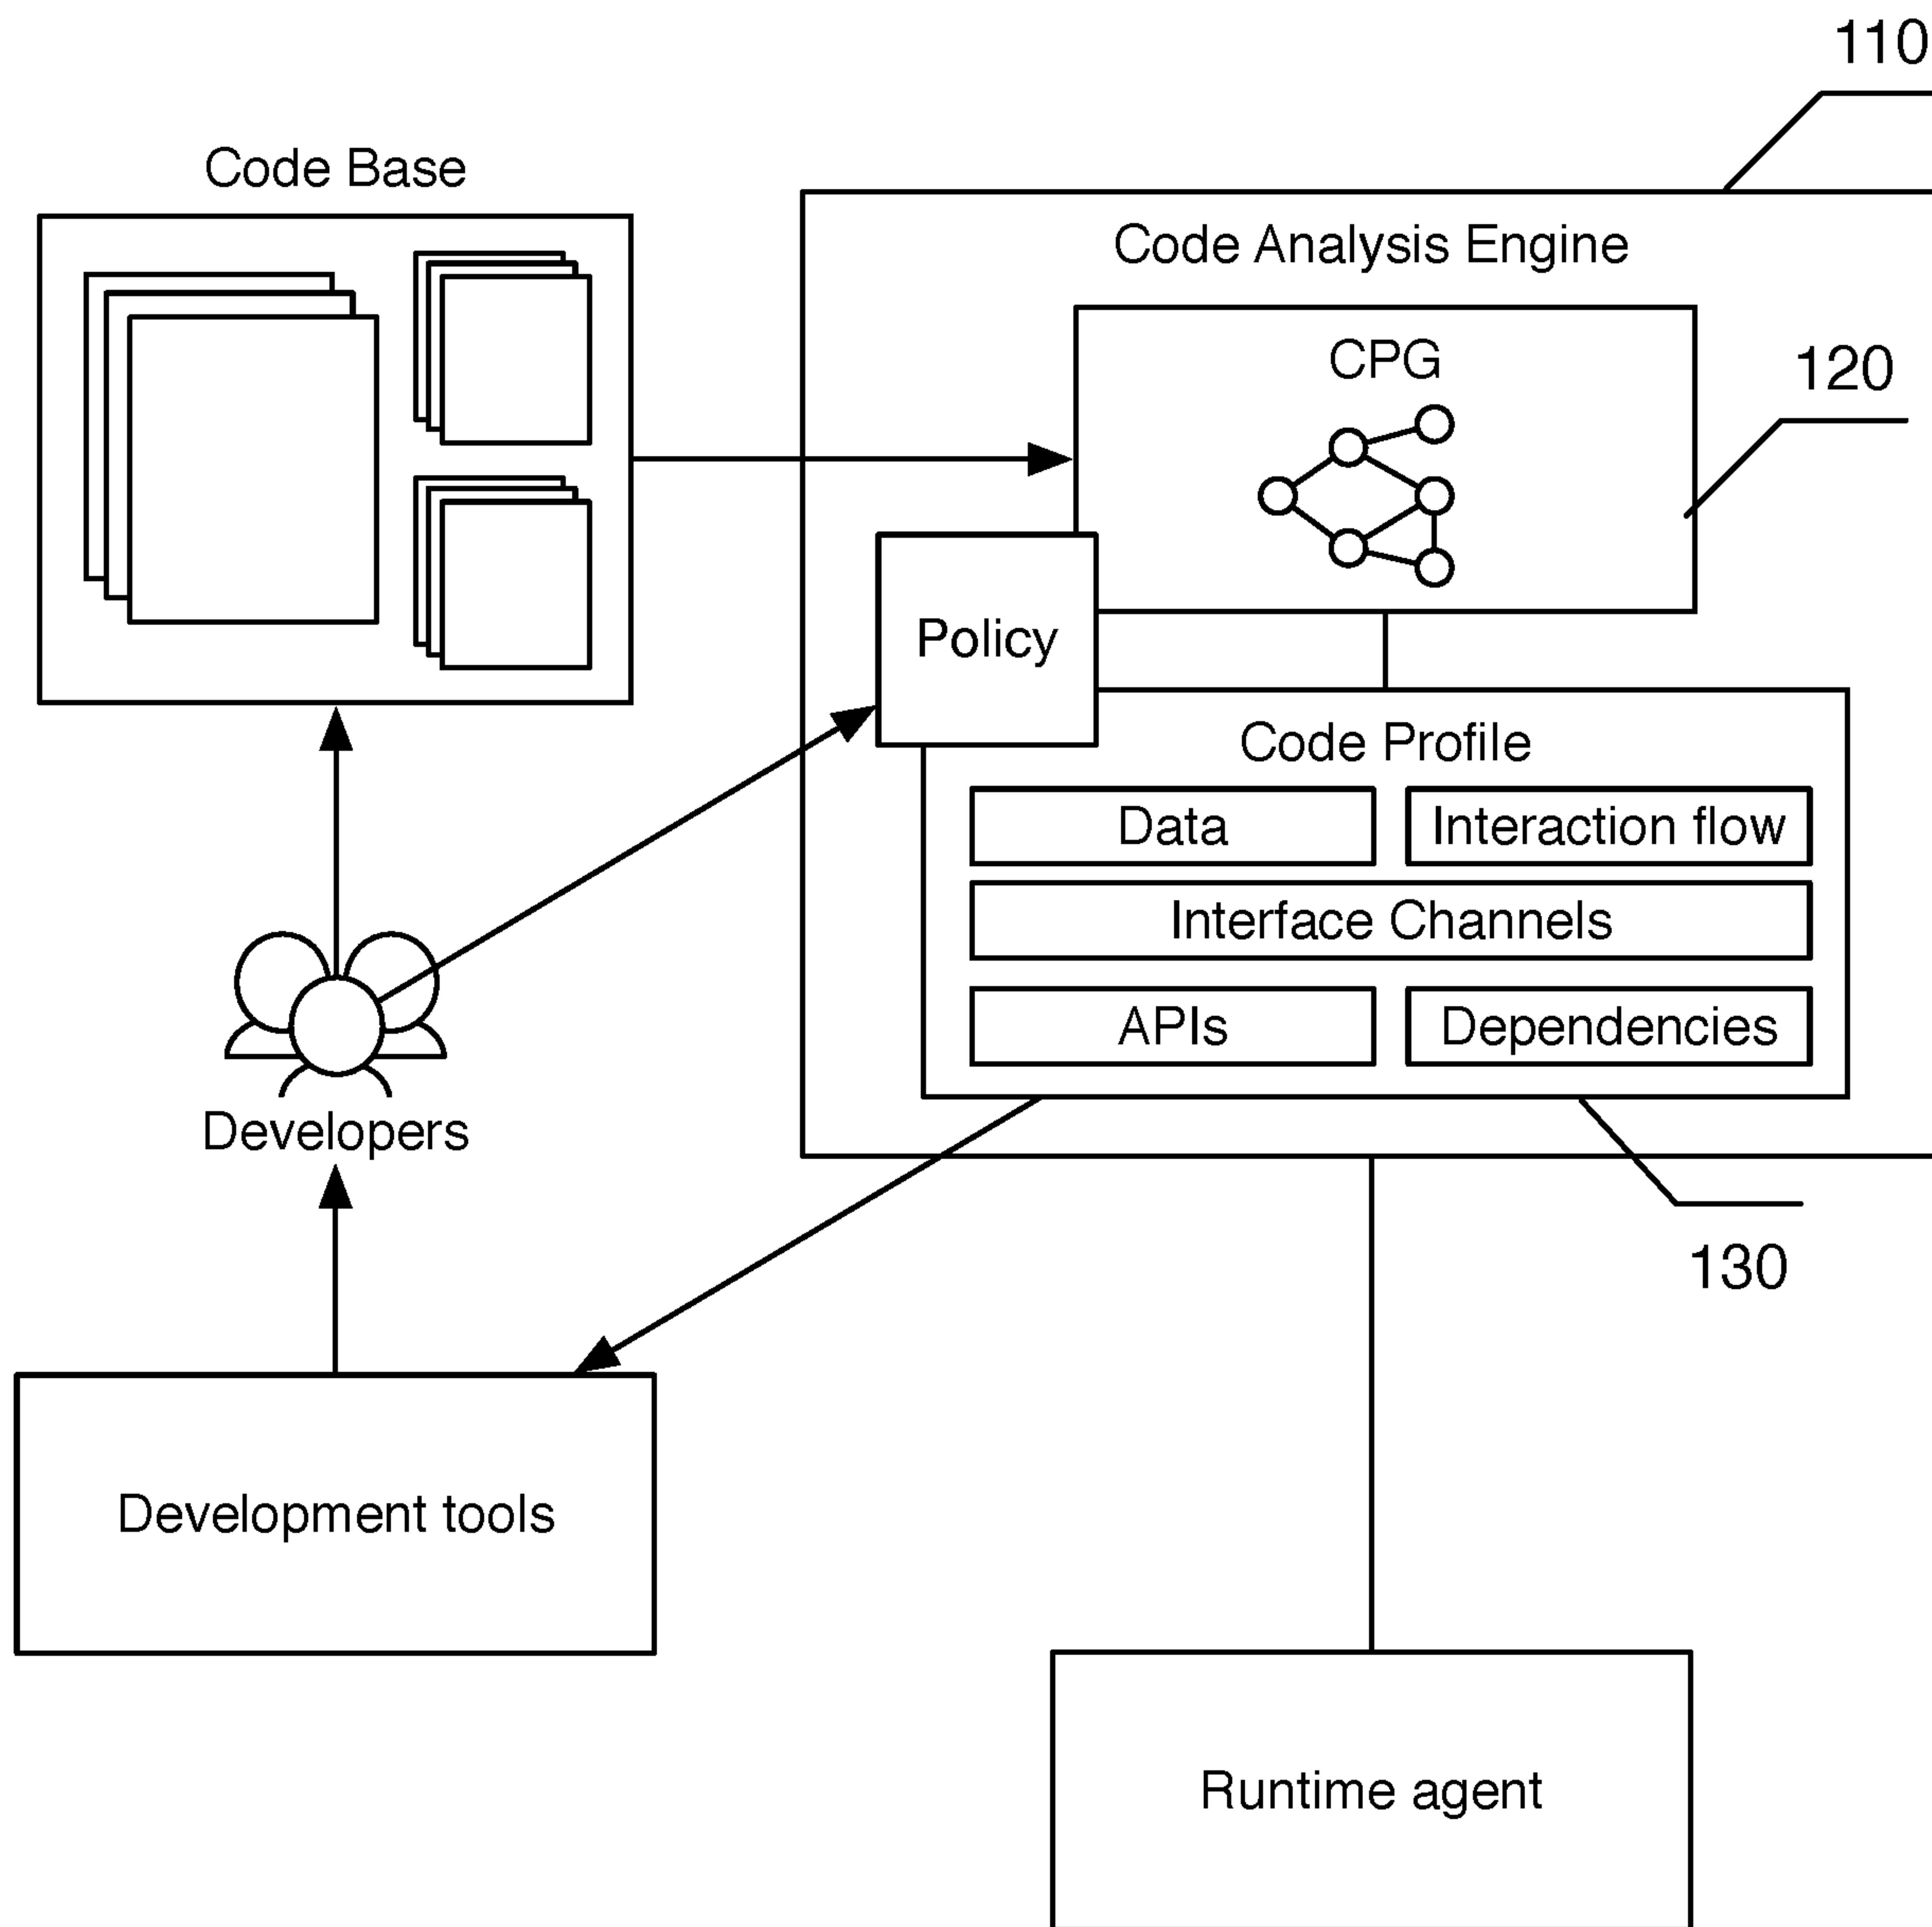 110
Code Base
Code Analysis Engine
CPG
120
Policy
Code Profile
Data
Interaction flow
Interface Channels
APIs
Dependencies
Developers
130
Development tools
Runtime agent